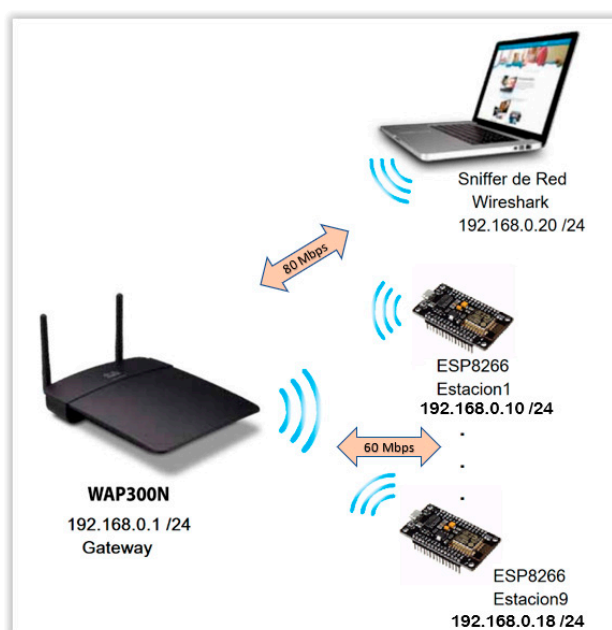 Sniffer de Red
Wireshark
192.168.0.20 /24
80 Mbps
ESP8266
Estacion1
192.168.0.10 /24
60 Mbps
WAP300N
192.168.0.1 /24
Gateway
ESP8266
Estacion9
192.168.0.18 /24